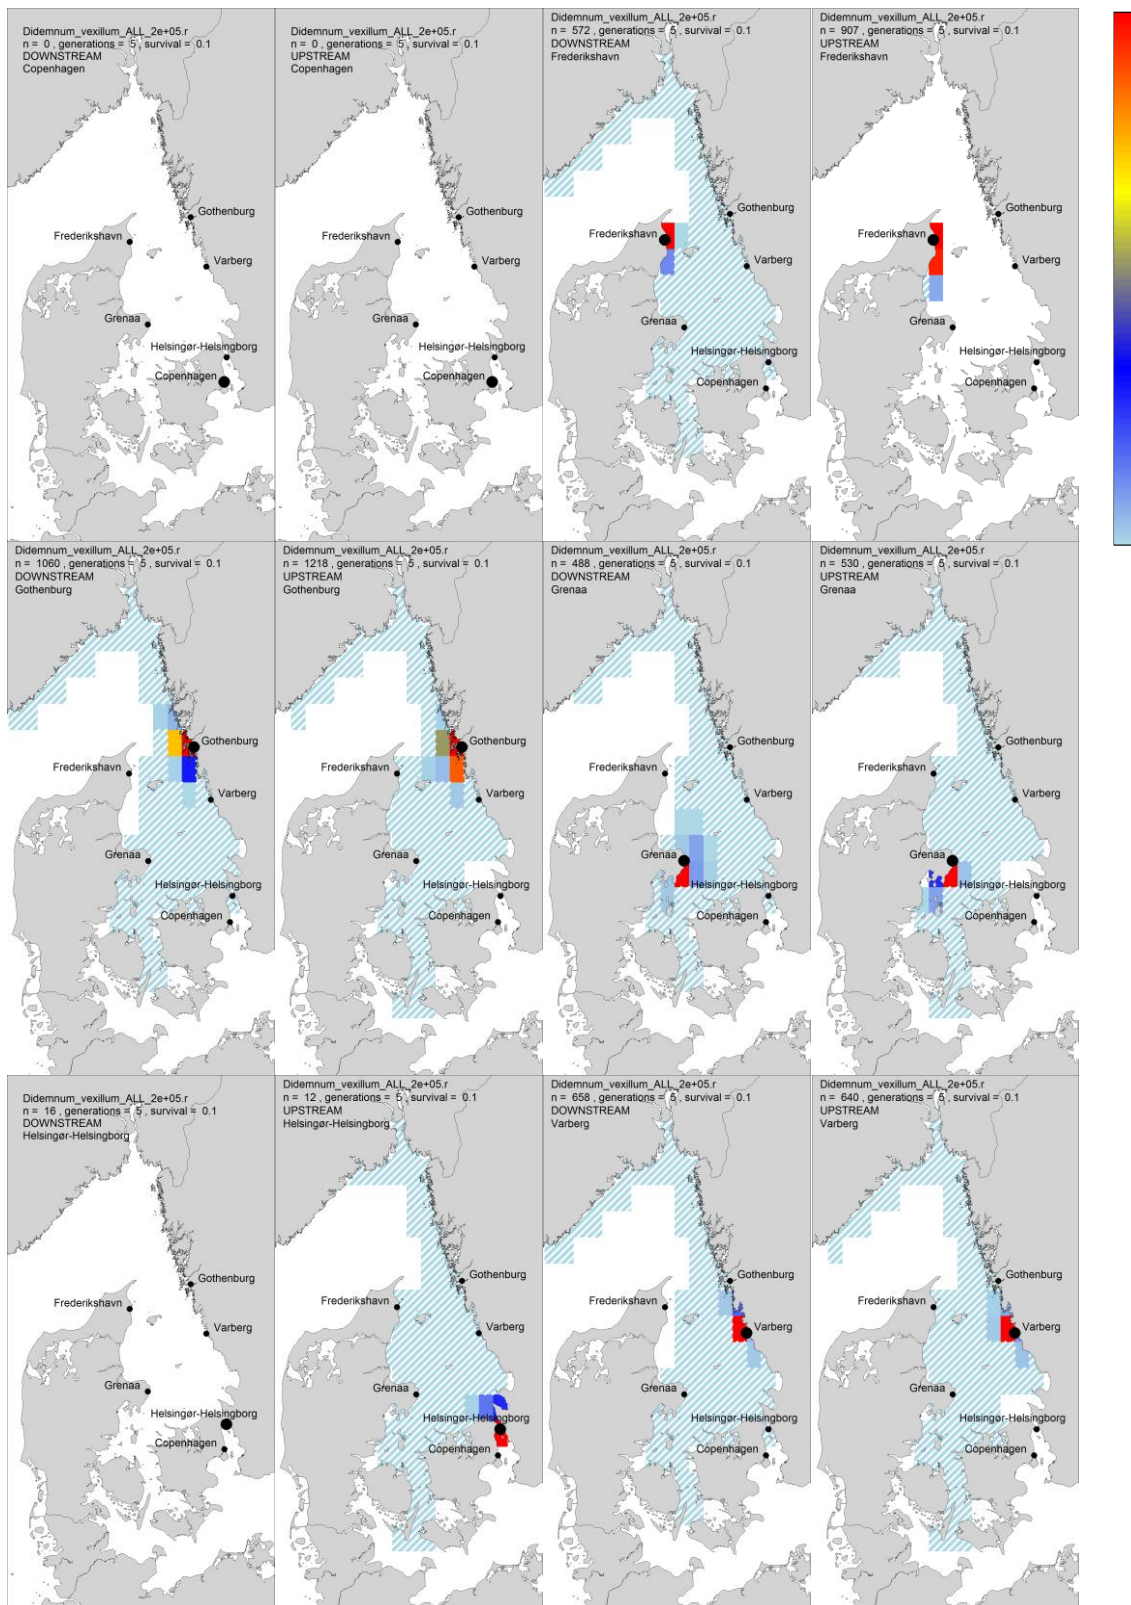 Didemnum_vexillum_ALL_2e+05.r
n = 0 , generations = 5 , survival = 0.1
DOWNSTREAM
Copenhagen
Gothenburg
Frederikshavn
Varberg
Grenaa
Helsingør-Helsingborg
Copenhagen
Didemnum_vexillum_ALL_2e+05.r
n = 0 , generations = 5 , survival = 0.1
UPSTREAM
Copenhagen
Gothenburg
Frederikshavn
Varberg
Grenaa
Helsingør-Helsingborg
Copenhagen
Didemnum_vexillum_ALL_2e+05.r
n = 572 , generations = 5 , survival = 0.1
DOWNSTREAM
Frederikshavn
Gothenburg
Frederikshavn
Varberg
Grenaa
Helsingør-Helsingborg
Copenhagen
Didemnum_vexillum_ALL_2e+05.r
n = 907 , generations = 5 , survival = 0.1
UPSTREAM
Frederikshavn
Gothenburg
Frederikshavn
Varberg
Grenaa
Helsingør-Helsingborg
Copenhagen
Didemnum_vexillum_ALL_2e+05.r
n = 1060 , generations = 5 , survival = 0.1
DOWNSTREAM
Gothenburg
Gothenburg
Frederikshavn
Varberg
Grenaa
Helsingør-Helsingborg
Copenhagen
Didemnum_vexillum_ALL_2e+05.r
n = 1218 , generations = 5 , survival = 0.1
UPSTREAM
Gothenburg
Gothenburg
Frederikshavn
Varberg
Grenaa
Helsingør-Helsingborg
Copenhagen
Didemnum_vexillum_ALL_2e+05.r
n = 488 , generations = 5 , survival = 0.1
DOWNSTREAM
Grenaa
Gothenburg
Frederikshavn
Varberg
Grenaa
Helsingør-Helsingborg
Copenhagen
Didemnum_vexillum_ALL_2e+05.r
n = 530 , generations = 5 , survival = 0.1
UPSTREAM
Grenaa
Gothenburg
Frederikshavn
Varberg
Grenaa
Helsingør-Helsingborg
Copenhagen
Didemnum_vexillum_ALL_2e+05.r
n = 16 , generations = 5 , survival = 0.1
DOWNSTREAM
Helsingør-Helsingborg
Gothenburg
Frederikshavn
Varberg
Grenaa
Helsingør-Helsingborg
Copenhagen
Didemnum_vexillum_ALL_2e+05.r
n = 12 , generations = 5 , survival = 0.1
UPSTREAM
Helsingør-Helsingborg
Gothenburg
Frederikshavn
Varberg
Grenaa
Helsingør-Helsingborg
Copenhagen
Didemnum_vexillum_ALL_2e+05.r
n = 658 , generations = 5 , survival = 0.1
DOWNSTREAM
Varberg
Gothenburg
Frederikshavn
Varberg
Grenaa
Helsingør-Helsingborg
Copenhagen
Didemnum_vexillum_ALL_2e+05.r
n = 640 , generations = 5 , survival = 0.1
UPSTREAM
Varberg
Gothenburg
Frederikshavn
Varberg
Grenaa
Helsingør-Helsingborg
Copenhagen